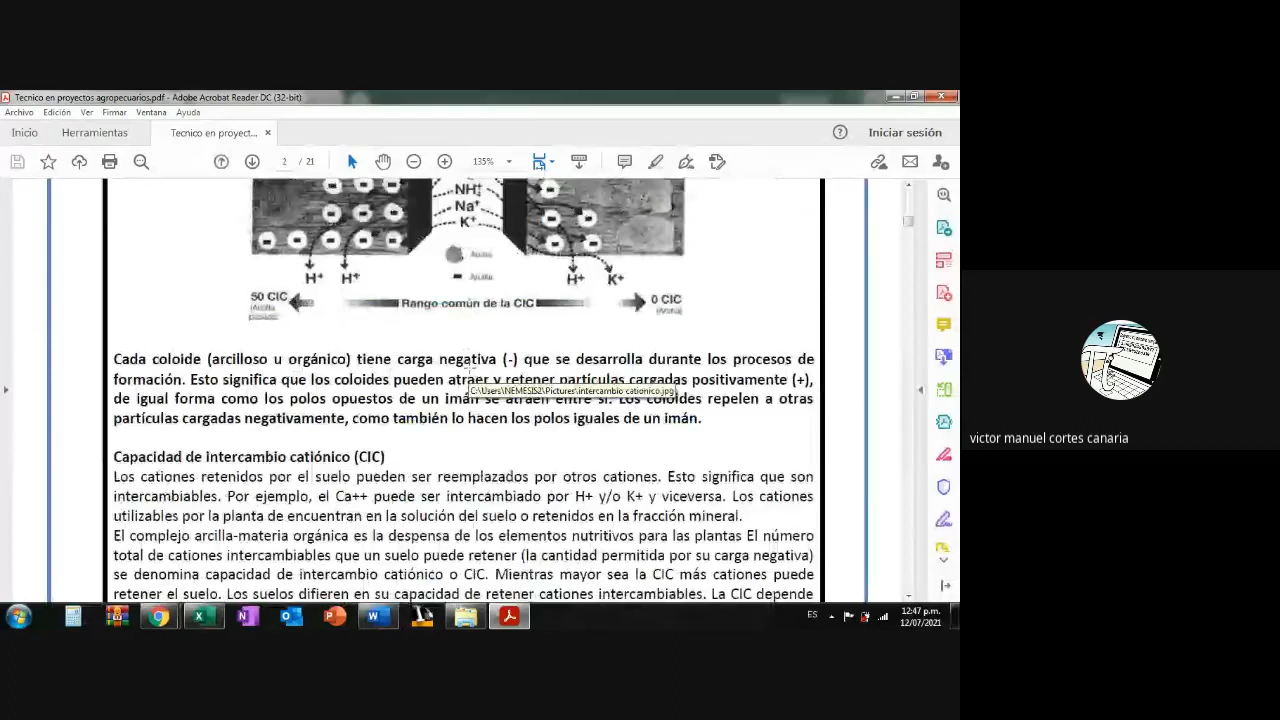 Tecnico en proyectos agropecuarios.pdf - Adobe Acrobat Reader DC (32-bit)
Archivo Edición Ver Firmar Ventana Ayuda
Inicio Herramientas Tecnico en proyect... × Iniciar sesión
2 / 21 135%
NH₄⁺
Na⁺
K⁺
H⁺ H⁺ H⁺ K⁺
50 CIC Rango común de la CIC 0 CIC
Cada coloide (arcilloso u orgánico) tiene carga negativa (-) que se desarrolla durante los procesos de
formación. Esto significa que los coloides pueden atraer y retener partículas cargadas positivamente (+),
C:\Users\NEMESIS2\Pictures\intercambio cationico.jpg
de igual forma como los polos opuestos de un imán se atraen entre sí. Los coloides repelen a otras
partículas cargadas negativamente, como también lo hacen los polos iguales de un imán.
Capacidad de intercambio catiónico (CIC)
Los cationes retenidos por el suelo pueden ser reemplazados por otros cationes. Esto significa que son
intercambiables. Por ejemplo, el Ca++ puede ser intercambiado por H+ y/o K+ y viceversa. Los cationes
utilizables por la planta de encuentran en la solución del suelo o retenidos en la fracción mineral.
El complejo arcilla-materia orgánica es la despensa de los elementos nutritivos para las plantas El número
total de cationes intercambiables que un suelo puede retener (la cantidad permitida por su carga negativa)
se denomina capacidad de intercambio catiónico o CIC. Mientras mayor sea la CIC más cationes puede
retener el suelo. Los suelos difieren en su capacidad de retener cationes intercambiables. La CIC depende
ES 12:47 p.m.
12/07/2021
victor manuel cortes canaria